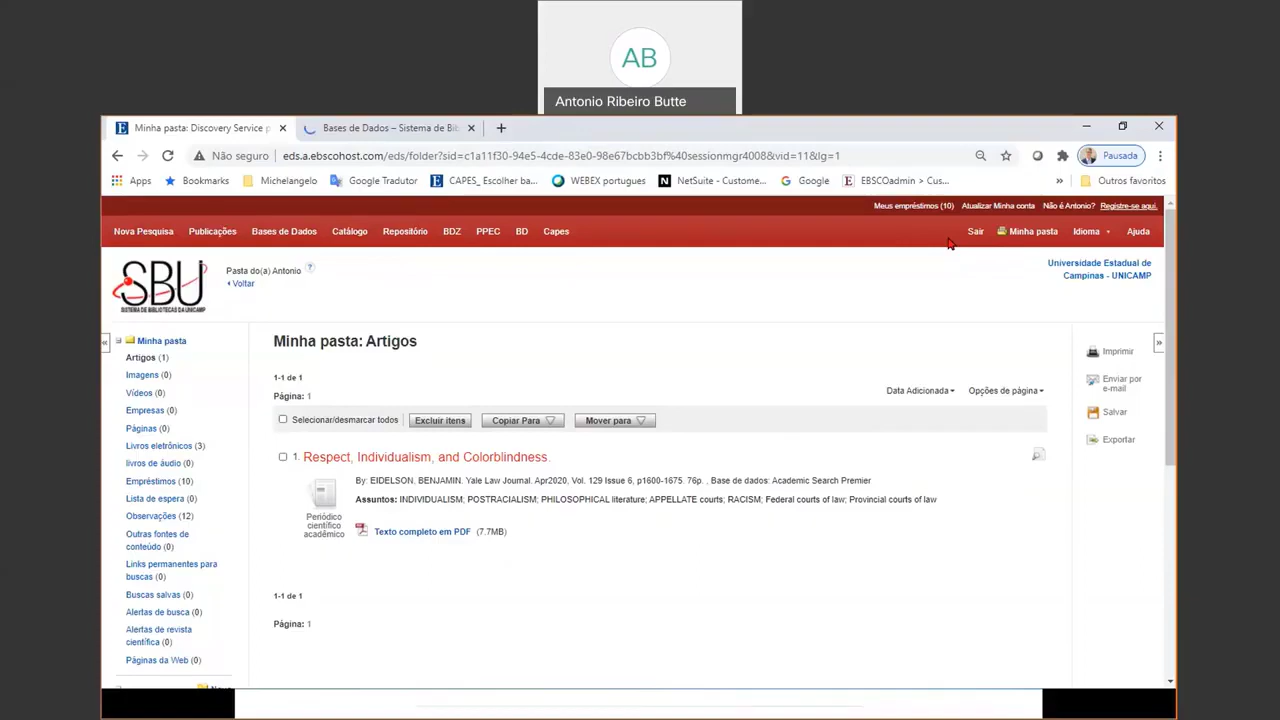 AB
Antonio Ribeiro Butte
Minha pasta: Discovery Service p
Bases de Dados – Sistema de Bib
Não seguro
eds.a.ebscohost.com/eds/folder?sid=c1a11f30-94e5-4cde-83e0-98e67bcbb3bf%40sessionmgr4008&vid=11&lg=1
Pausada
Apps
Bookmarks
Michelangelo
Google Tradutor
CAPES_ Escolher ba...
WEBEX portugues
NetSuite - Custome...
Google
EBSCOadmin > Cus...
»
Outros favoritos
Meus empréstimos (10) Atualizar Minha conta Não é Antonio? Registre-se aqui.
Nova Pesquisa Publicações Bases de Dados Catálogo Repositório BDZ PPEC BD Capes Sair Minha pasta Idioma Ajuda
SBU
SISTEMA DE BIBLIOTECAS DA UNICAMP
Pasta do(a) Antonio ?
Voltar
Universidade Estadual de
Campinas - UNICAMP
Minha pasta
Artigos (1)
Imagens (0)
Vídeos (0)
Empresas (0)
Páginas (0)
Livros eletrônicos (3)
livros de áudio (0)
Empréstimos (10)
Lista de espera (0)
Observações (12)
Outras fontes de
conteúdo (0)
Links permanentes para
buscas (0)
Buscas salvas (0)
Alertas de busca (0)
Alertas de revista
científica (0)
Páginas da Web (0)
Minha pasta: Artigos
1-1 de 1
Página: 1
Data Adicionada
Opções de página
Selecionar/desmarcar todos
Excluir itens
Copiar Para
Mover para
1. Respect, Individualism, and Colorblindness.
By: EIDELSON, BENJAMIN. Yale Law Journal. Apr2020, Vol. 129 Issue 6, p1600-1675. 76p. , Base de dados: Academic Search Premier
Assuntos: INDIVIDUALISM; POSTRACIALISM; PHILOSOPHICAL literature; APPELLATE courts; RACISM; Federal courts of law; Provincial courts of law
Periódico
científico
acadêmico
Texto completo em PDF (7.7MB)
1-1 de 1
Página: 1
Imprimir
Enviar por
e-mail
Salvar
Exportar